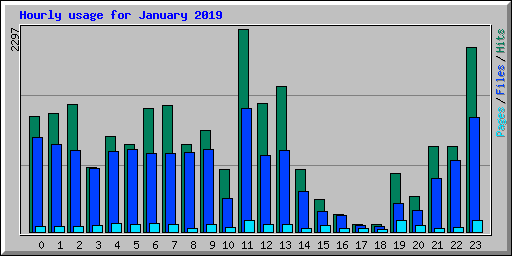 Hourly usage for January 2019
2297
Pages/Files/Hits
0 1 2 3 4 5 6 7 8 9 10 11 12 13 14 15 16 17 18 19 20 21 22 23